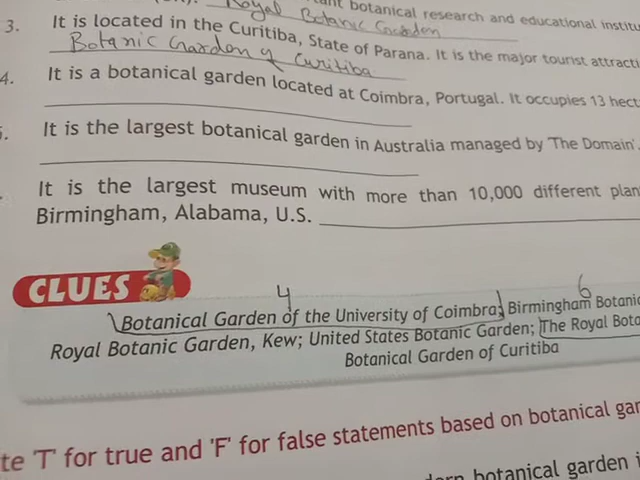 tant botanical research and educational institu
Royal Botanic Garden
3. It is located in the Curitiba, State of Parana. It is the major tourist attracti
Botanic Garden of Curitiba
4. It is a botanical garden located at Coimbra, Portugal. It occupies 13 hect
It is the largest botanical garden in Australia managed by 'The Domain'.
It is the largest museum with more than 10,000 different plan
Birmingham, Alabama, U.S.
CLUES
4 6
Botanical Garden of the University of Coimbra; Birmingham Botani
Royal Botanic Garden, Kew; United States Botanic Garden; The Royal Bota
Botanical Garden of Curitiba
te 'T' for true and 'F' for false statements based on botanical gar
dern botanical garden i